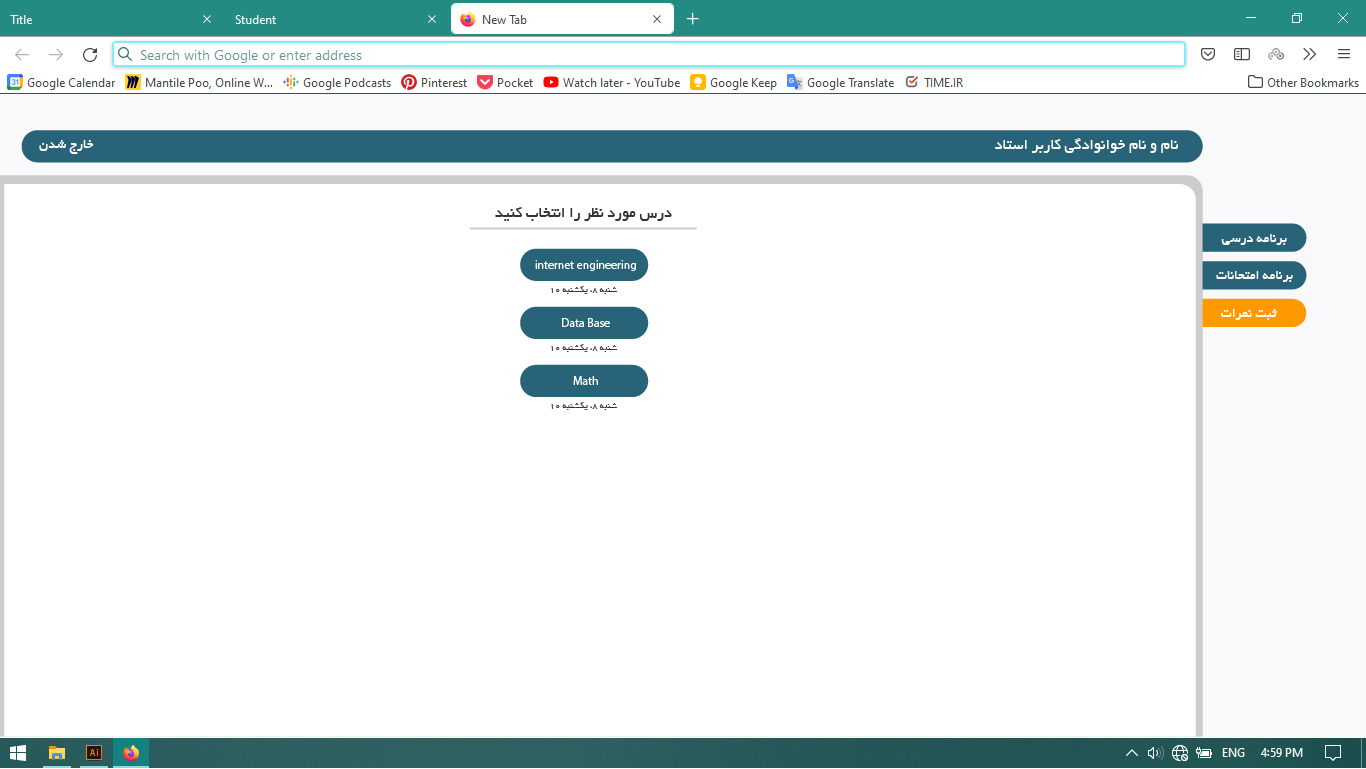 Title
Student
New Tab
Search with Google or enter address
Google Calendar
Mantile Poo, Online W...
Google Podcasts
Pinterest
Pocket
Watch later - YouTube
Google Keep
Google Translate
TIME.IR
Other Bookmarks
نام و نام خوانوادگی کاربر استاد
خارج شدن
درس مورد نظر را انتخاب کنید
برنامه درسی
برنامه امتحانات
ثبت نمرات
internet engineering
شنبه ۸، یکشنبه ۱۰
Data Base
شنبه ۸، یکشنبه ۱۰
Math
شنبه ۸، یکشنبه ۱۰
31
Ai
ENG
4:59 PM